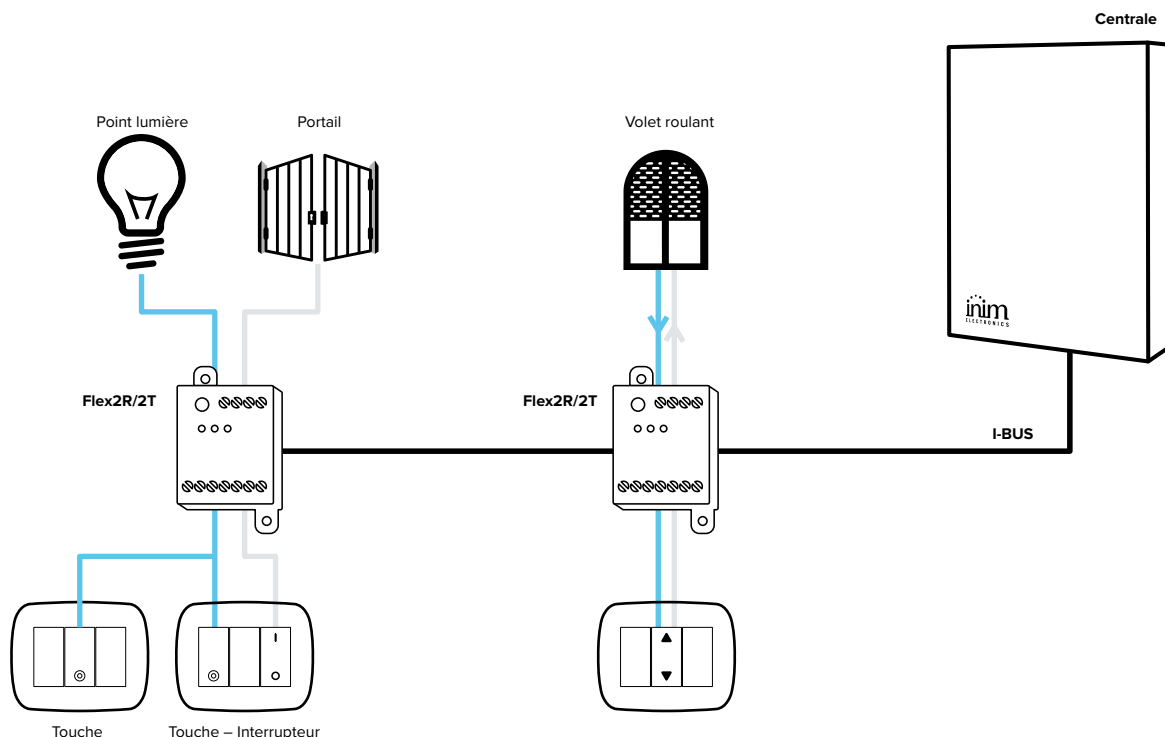 Centrale
Point lumière
Portail
Volet roulant
inim
ELECTRONICS
Flex2R/2T
Flex2R/2T
I-BUS
Touche
Touche – Interrupteur